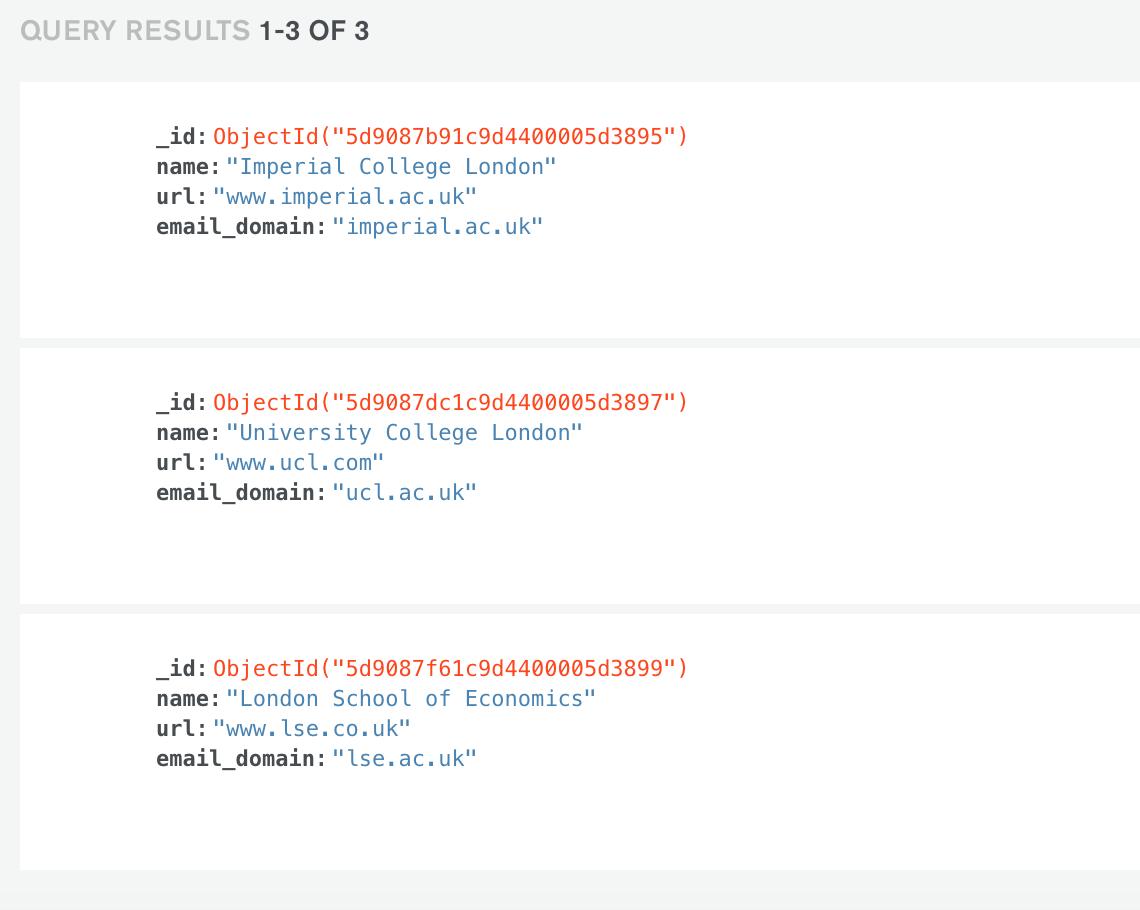 QUERY RESULTS 1-3 OF 3
_id: ObjectId("5d9087b91c9d4400005d3895")
name: "Imperial College London"
url: "www.imperial.ac.uk"
email_domain: "imperial.ac.uk"
_id: ObjectId("5d9087dc1c9d4400005d3897")
name: "University College London"
url: "www.ucl.com"
email_domain: "ucl.ac.uk"
_id: ObjectId("5d9087f61c9d4400005d3899")
name: "London School of Economics"
url: "www.lse.co.uk"
email_domain: "lse.ac.uk"